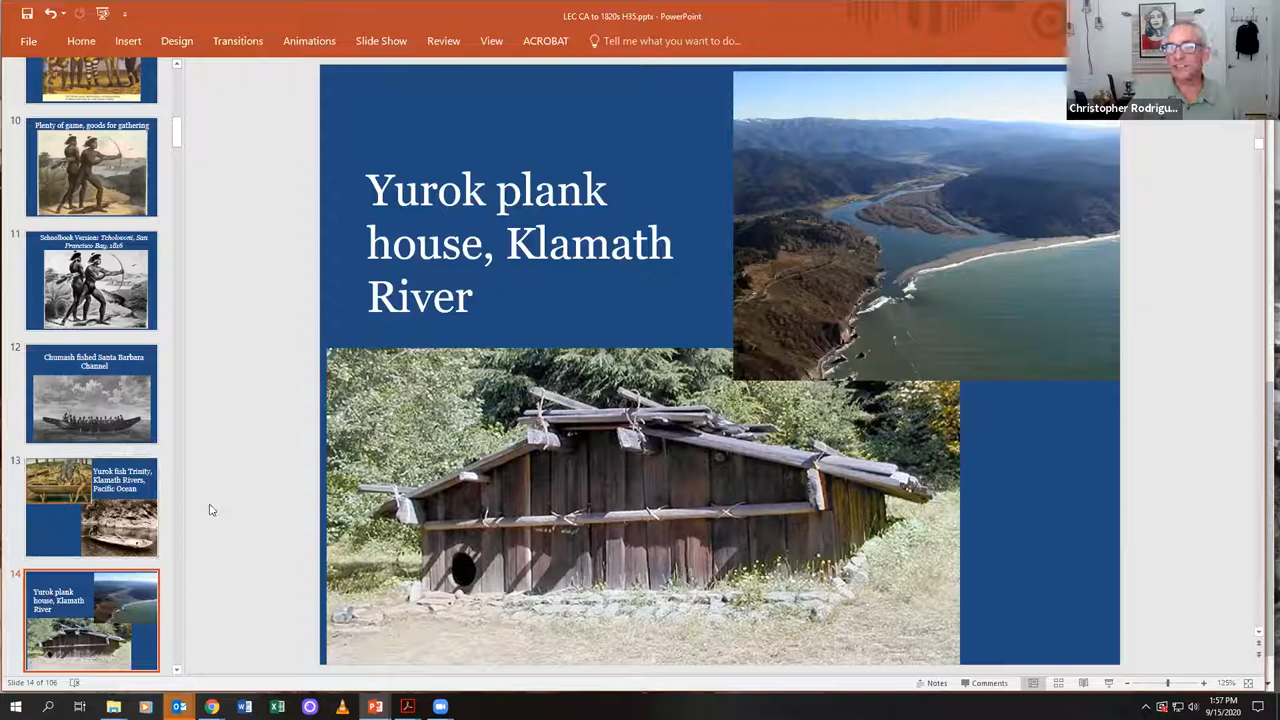 LEC CA to 1820s H35.pptx - PowerPoint
File Home Insert Design Transitions Animations Slide Show Review View ACROBAT Tell me what you want to do...
Christopher Rodrigu...
10
Plenty of game, goods for gathering
11
Schoolbook Version: Tcholovoni, San
Francisco Bay, 1816
12
Chumash fished Santa Barbara
Channel
13
Yurok fish Trinity,
Klamath Rivers,
Pacific Ocean
14
Yurok plank
house, Klamath
River
Yurok plank
house, Klamath
River
Slide 14 of 106
Notes Comments 125%
1:57 PM
9/15/2020